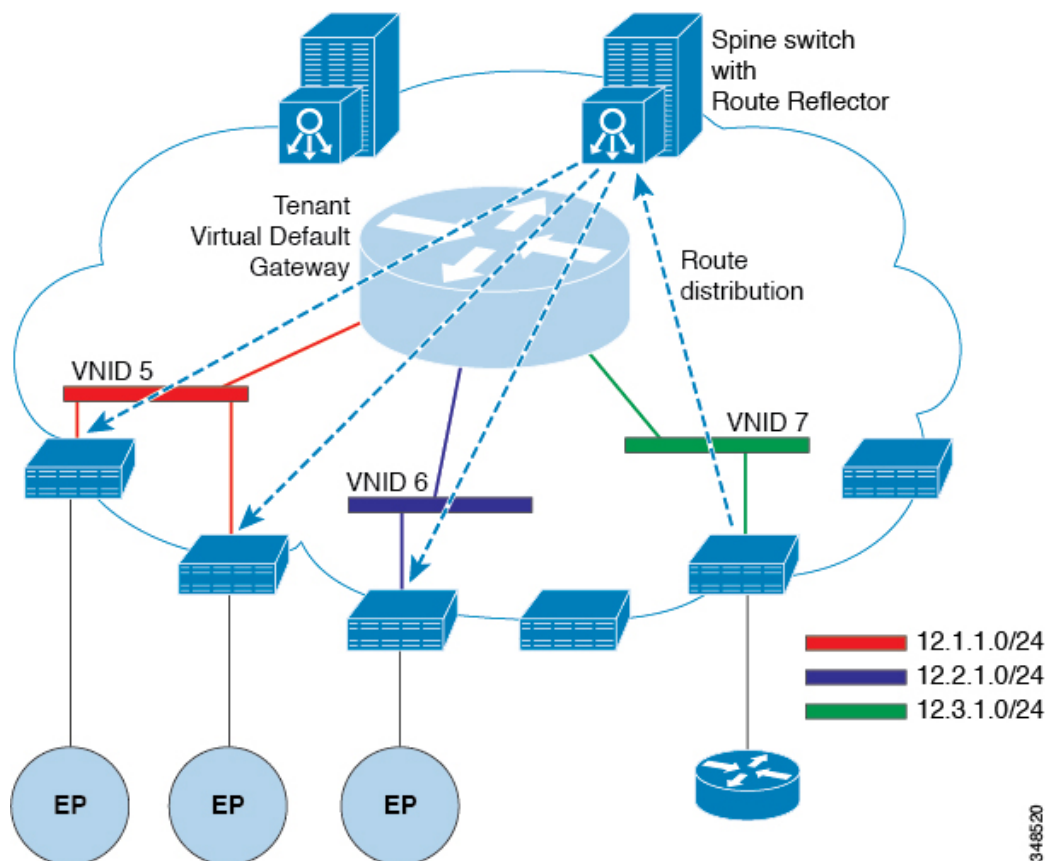 Spine switch
with
Route Reflector
Tenant
Virtual Default
Gateway
Route
distribution
VNID 5
VNID 7
VNID 6
12.1.1.0/24
12.2.1.0/24
12.3.1.0/24
EP
EP
EP
348520